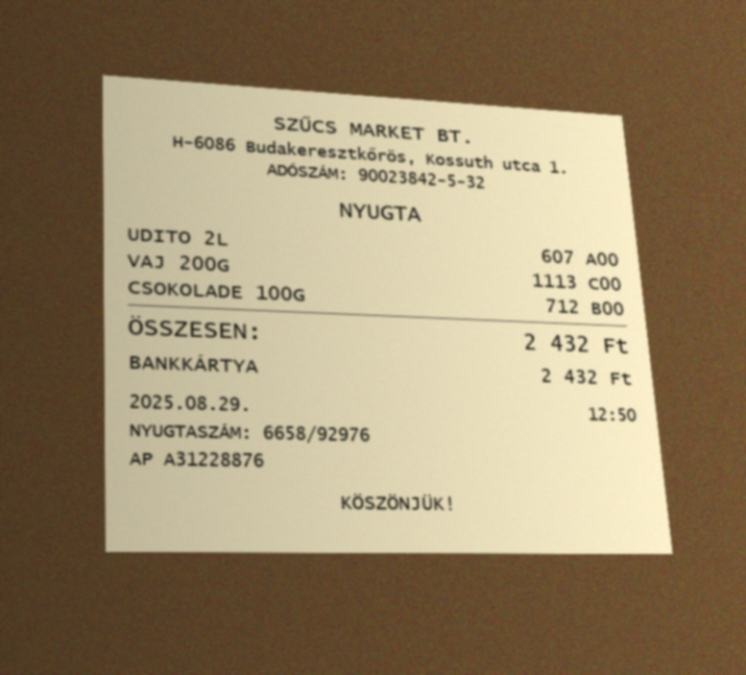 SZŰCS MARKET BT.
H-6086 Budakeresztkőrös, Kossuth utca 1.
ADÓSZÁM: 90023842-5-32
NYUGTA
UDITO 2L 607 A00
VAJ 200G 1113 C00
CSOKOLADE 100G 712 B00
ÖSSZESEN: 2 432 Ft
BANKKÁRTYA 2 432 Ft
2025.08.29. 12:50
NYUGTASZÁM: 6658/92976
AP A31228876
KÖSZÖNJÜK!